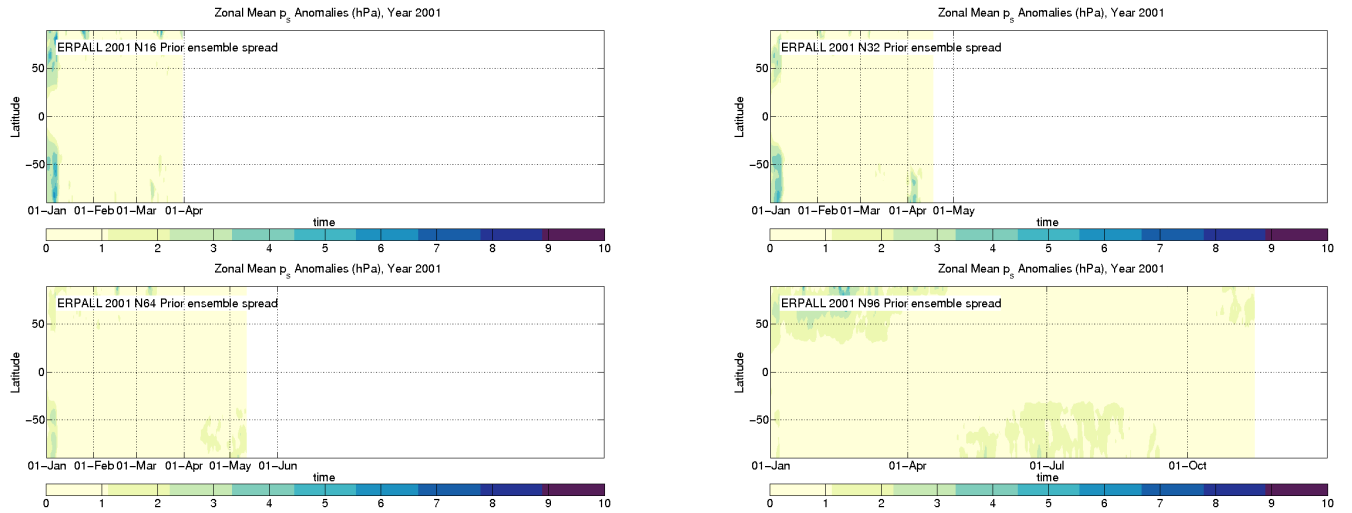 Zonal Mean p_s Anomalies (hPa), Year 2001
ERPALL 2001 N16 Prior ensemble spread
Latitude
50
0
−50
01−Jan 01−Feb 01−Mar 01−Apr
time
0 1 2 3 4 5 6 7 8 9 10
Zonal Mean p_s Anomalies (hPa), Year 2001
ERPALL 2001 N32 Prior ensemble spread
Latitude
50
0
−50
01−Jan 01−Feb 01−Mar 01−Apr 01−May
time
0 1 2 3 4 5 6 7 8 9 10
Zonal Mean p_s Anomalies (hPa), Year 2001
ERPALL 2001 N64 Prior ensemble spread
Latitude
50
0
−50
01−Jan 01−Feb 01−Mar 01−Apr 01−May 01−Jun
time
0 1 2 3 4 5 6 7 8 9 10
Zonal Mean p_s Anomalies (hPa), Year 2001
ERPALL 2001 N96 Prior ensemble spread
Latitude
50
0
−50
01−Jan 01−Apr 01−Jul 01−Oct
time
0 1 2 3 4 5 6 7 8 9 10